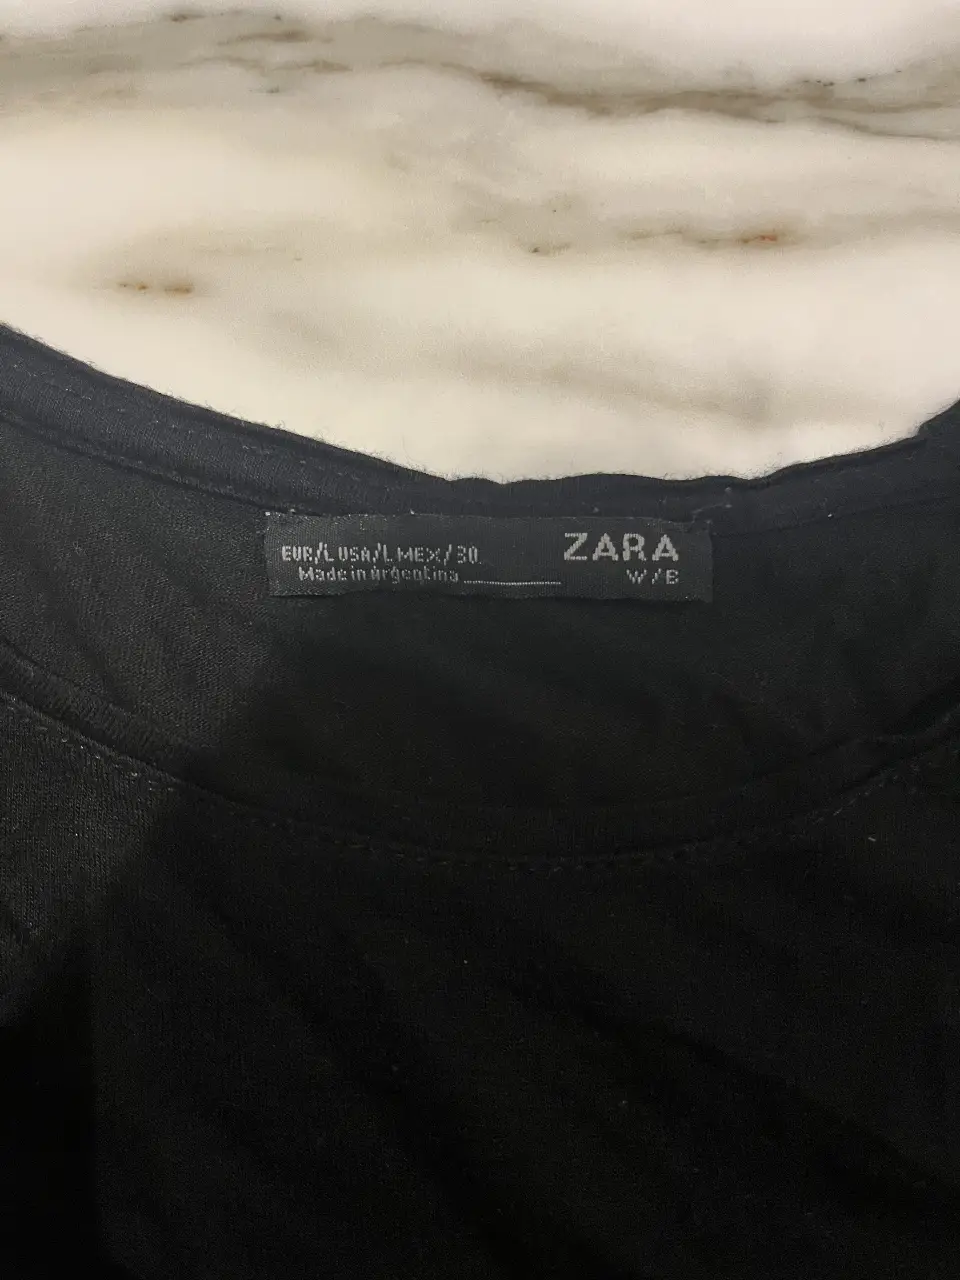 EUR/L USA/L MEX/30
Made in Argentina
ZARA
W/B